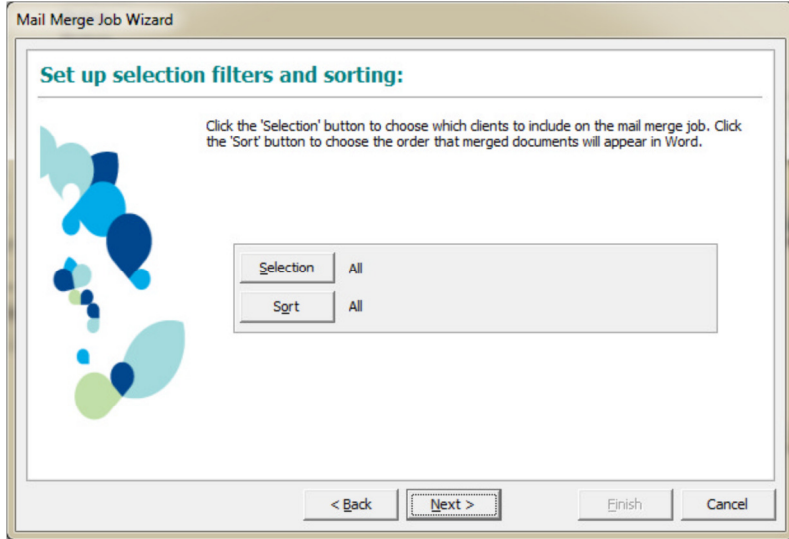 Mail Merge Job Wizard
Set up selection filters and sorting:
Click the 'Selection' button to choose which clients to include on the mail merge job. Click
the 'Sort' button to choose the order that merged documents will appear in Word.
Selection All
Sort All
< Back Next > Finish Cancel